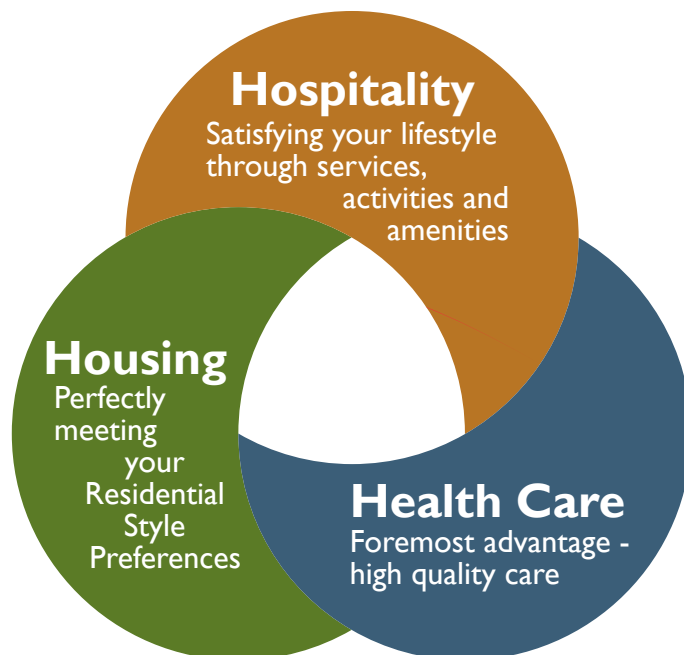 Hospitality
Satisfying your lifestyle
through services,
activities and
amenities
Housing
Perfectly
meeting
your
Residential
Style
Preferences
Health Care
Foremost advantage -
high quality care